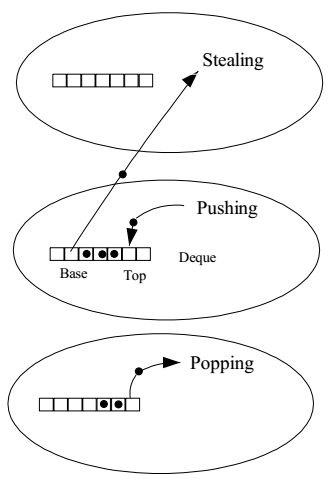 Stealing
Pushing
Base
Top
Deque
Popping